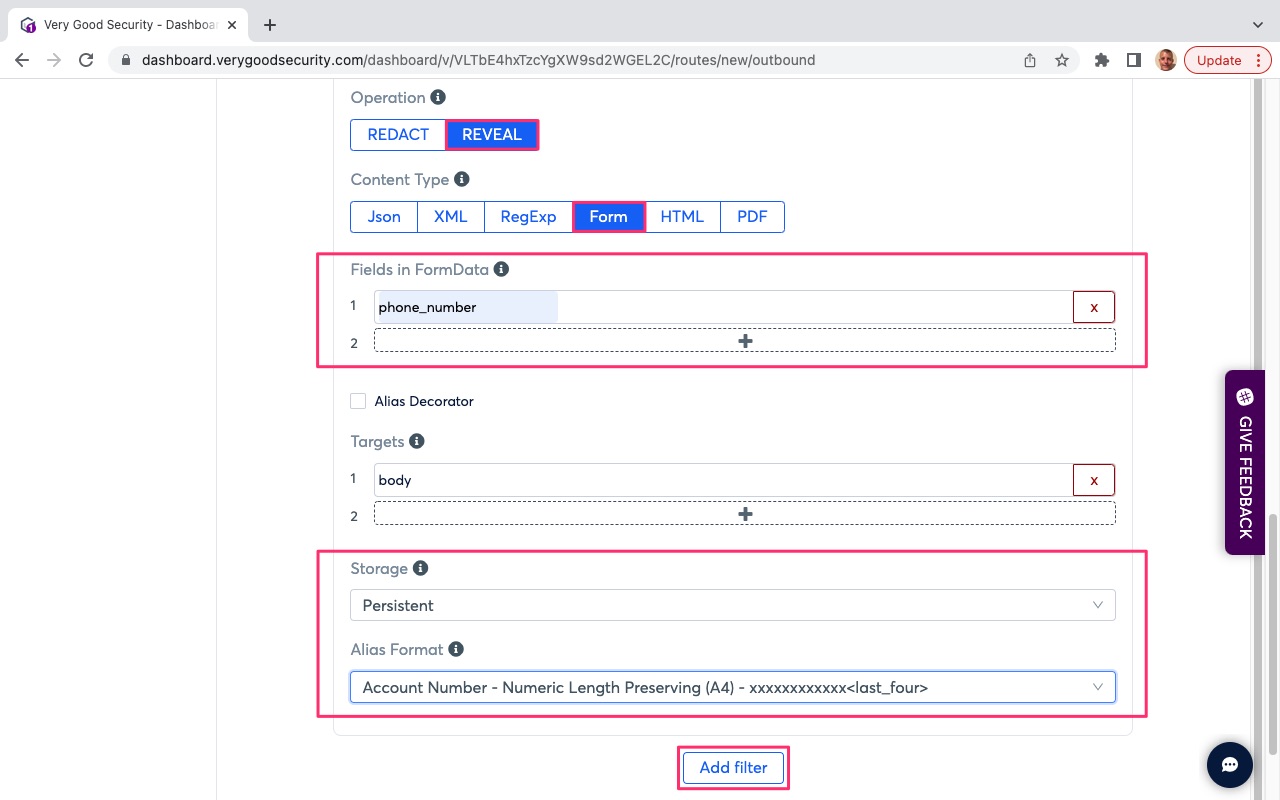 Very Good Security - Dashboa
dashboard.verygoodsecurity.com/dashboard/v/VLTbE4hxTzcYgXW9sd2WGEL2C/routes/new/outbound
Update
Operation
REDACT REVEAL
Content Type
Json XML RegExp Form HTML PDF
Fields in FormData
1 phone_number x
2
Alias Decorator
Targets
1 body x
2
Storage
Persistent
Alias Format
Account Number - Numeric Length Preserving (A4) - xxxxxxxxxxxx<last_four>
Add filter
GIVE FEEDBACK